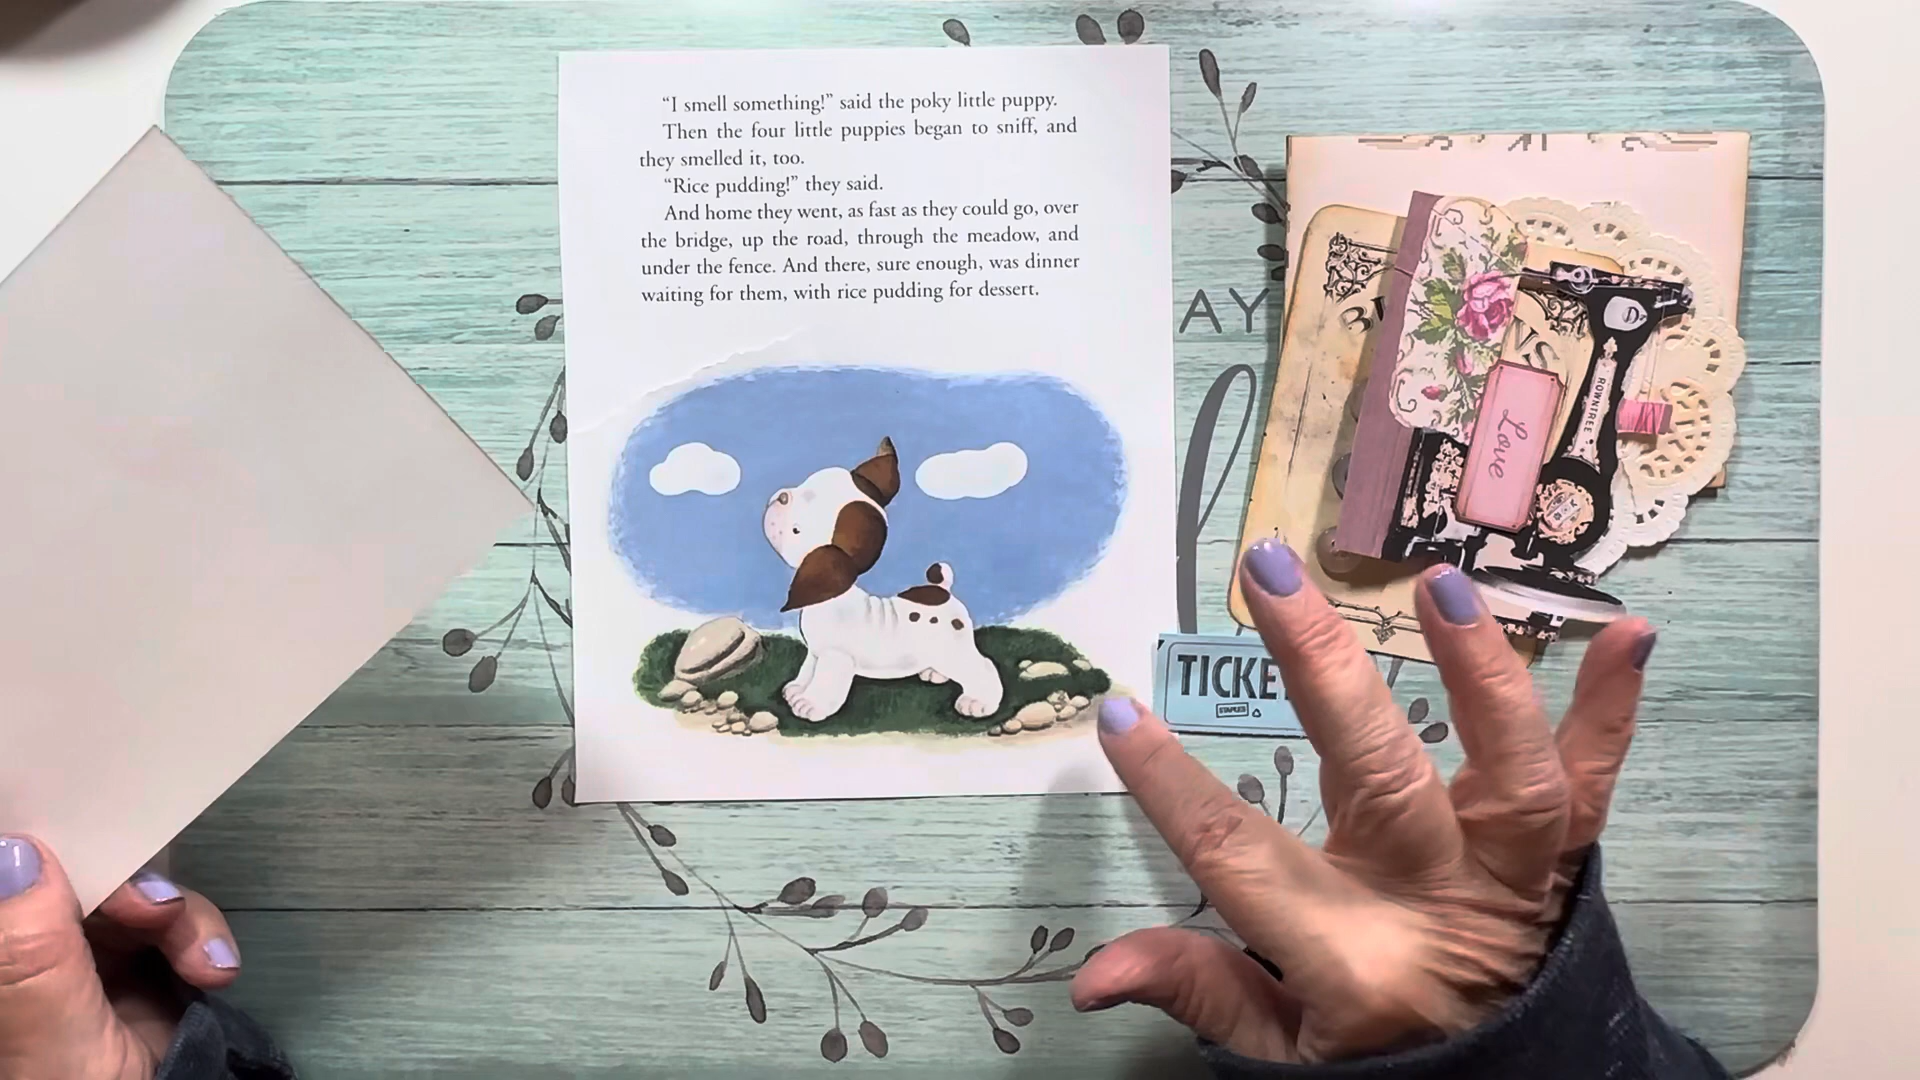 “I smell something!” said the poky little puppy.
Then the four little puppies began to sniff, and
they smelled it, too.
“Rice pudding!” they said.
And home they went, as fast as they could go, over
the bridge, up the road, through the meadow, and
under the fence. And there, sure enough, was dinner
waiting for them, with rice pudding for dessert.
AY
Love
ROWNTREE
D
TICKE
STAPLES